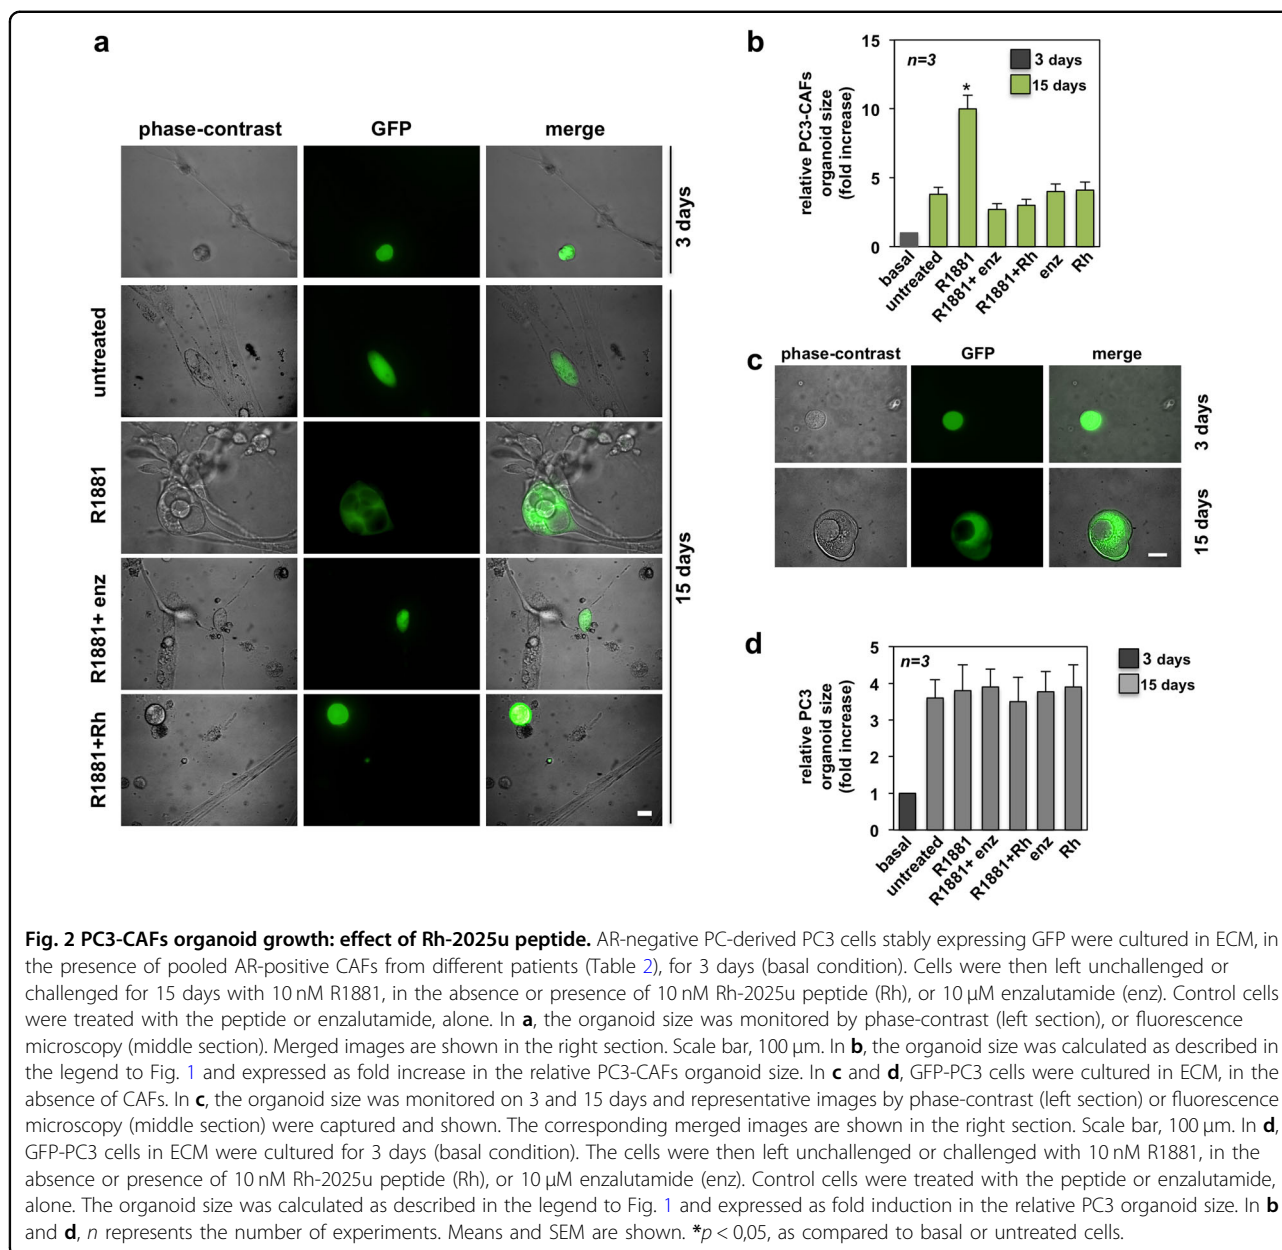 a
phase-contrast GFP merge
3 days
untreated
R1881
R1881+ enz
R1881+Rh
15 days
b
relative PC3-CAFs
organoid size
(fold increase)
15
10
5
0
n=3
*
3 days
15 days
basal
untreated
R1881
R1881+ enz
R1881+Rh
enz
Rh
c
phase-contrast GFP merge
3 days
15 days
d
relative PC3
organoid size
(fold increase)
5
4
3
2
1
0
n=3
3 days
15 days
basal
untreated
R1881
R1881+ enz
R1881+Rh
enz
Rh
Fig. 2 PC3-CAFs organoid growth: effect of Rh-2025u peptide. AR-negative PC-derived PC3 cells stably expressing GFP were cultured in ECM, in
the presence of pooled AR-positive CAFs from different patients (Table 2), for 3 days (basal condition). Cells were then left unchallenged or
challenged for 15 days with 10 nM R1881, in the absence or presence of 10 nM Rh-2025u peptide (Rh), or 10 µM enzalutamide (enz). Control cells
were treated with the peptide or enzalutamide, alone. In a, the organoid size was monitored by phase-contrast (left section), or fluorescence
microscopy (middle section). Merged images are shown in the right section. Scale bar, 100 µm. In b, the organoid size was calculated as described in
the legend to Fig. 1 and expressed as fold increase in the relative PC3-CAFs organoid size. In c and d, GFP-PC3 cells were cultured in ECM, in the
absence of CAFs. In c, the organoid size was monitored on 3 and 15 days and representative images by phase-contrast (left section) or fluorescence
microscopy (middle section) were captured and shown. The corresponding merged images are shown in the right section. Scale bar, 100 µm. In d,
GFP-PC3 cells in ECM were cultured for 3 days (basal condition). The cells were then left unchallenged or challenged with 10 nM R1881, in the
absence or presence of 10 nM Rh-2025u peptide (Rh), or 10 µM enzalutamide (enz). Control cells were treated with the peptide or enzalutamide,
alone. The organoid size was calculated as described in the legend to Fig. 1 and expressed as fold induction in the relative PC3 organoid size. In b
and d, n represents the number of experiments. Means and SEM are shown. *p < 0,05, as compared to basal or untreated cells.